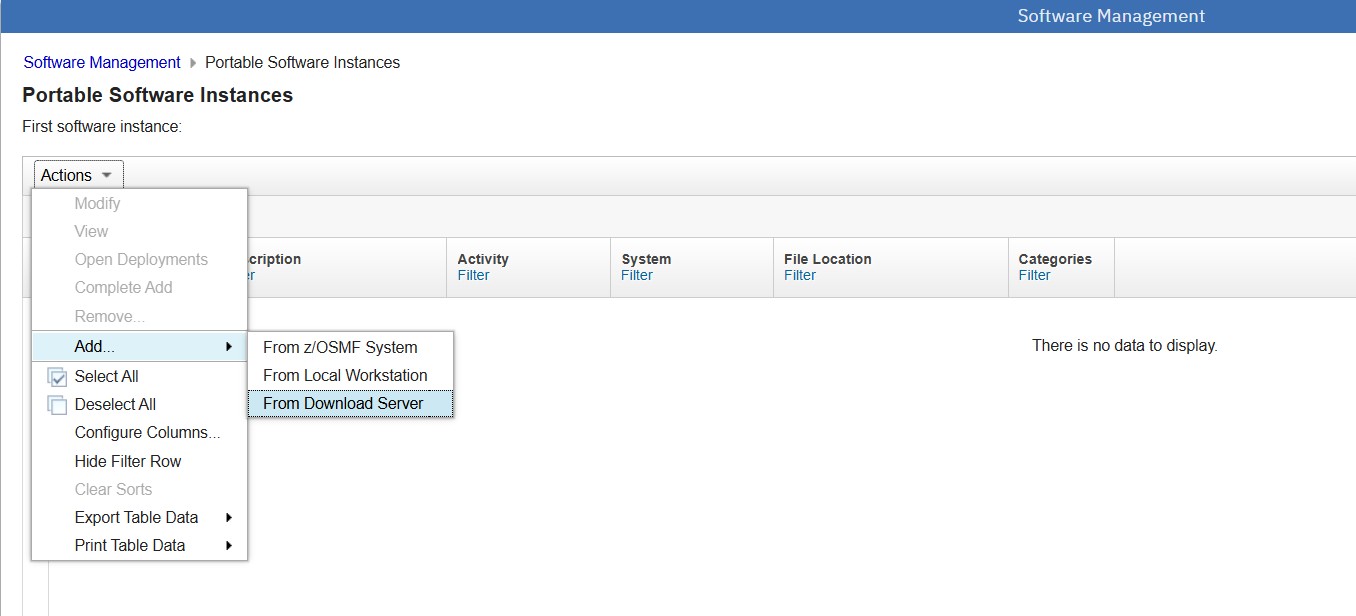 Software Management
Software Management Portable Software Instances
Portable Software Instances
First software instance:
Actions
Modify
View
Open Deployments
Complete Add
Remove...
Add...
Select All
Deselect All
Configure Columns...
Hide Filter Row
Clear Sorts
Export Table Data
Print Table Data
From z/OSMF System
From Local Workstation
From Download Server
cription Activity System File Location Categories
er Filter Filter Filter Filter
There is no data to display.